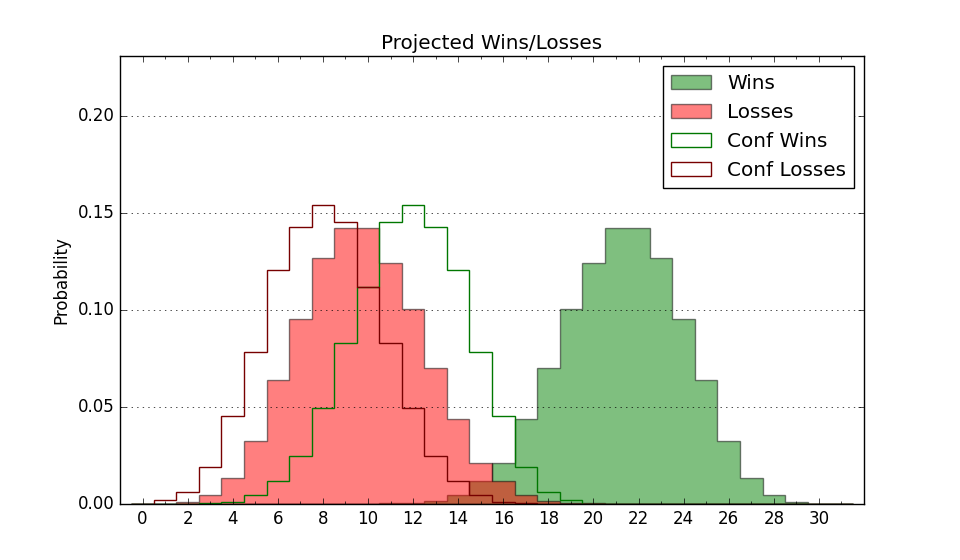 Projected Wins/Losses
Wins
Losses
Conf Wins
Conf Losses
Probability
0.20
0.15
0.10
0.05
0.00
0 2 4 6 8 10 12 14 16 18 20 22 24 26 28 30